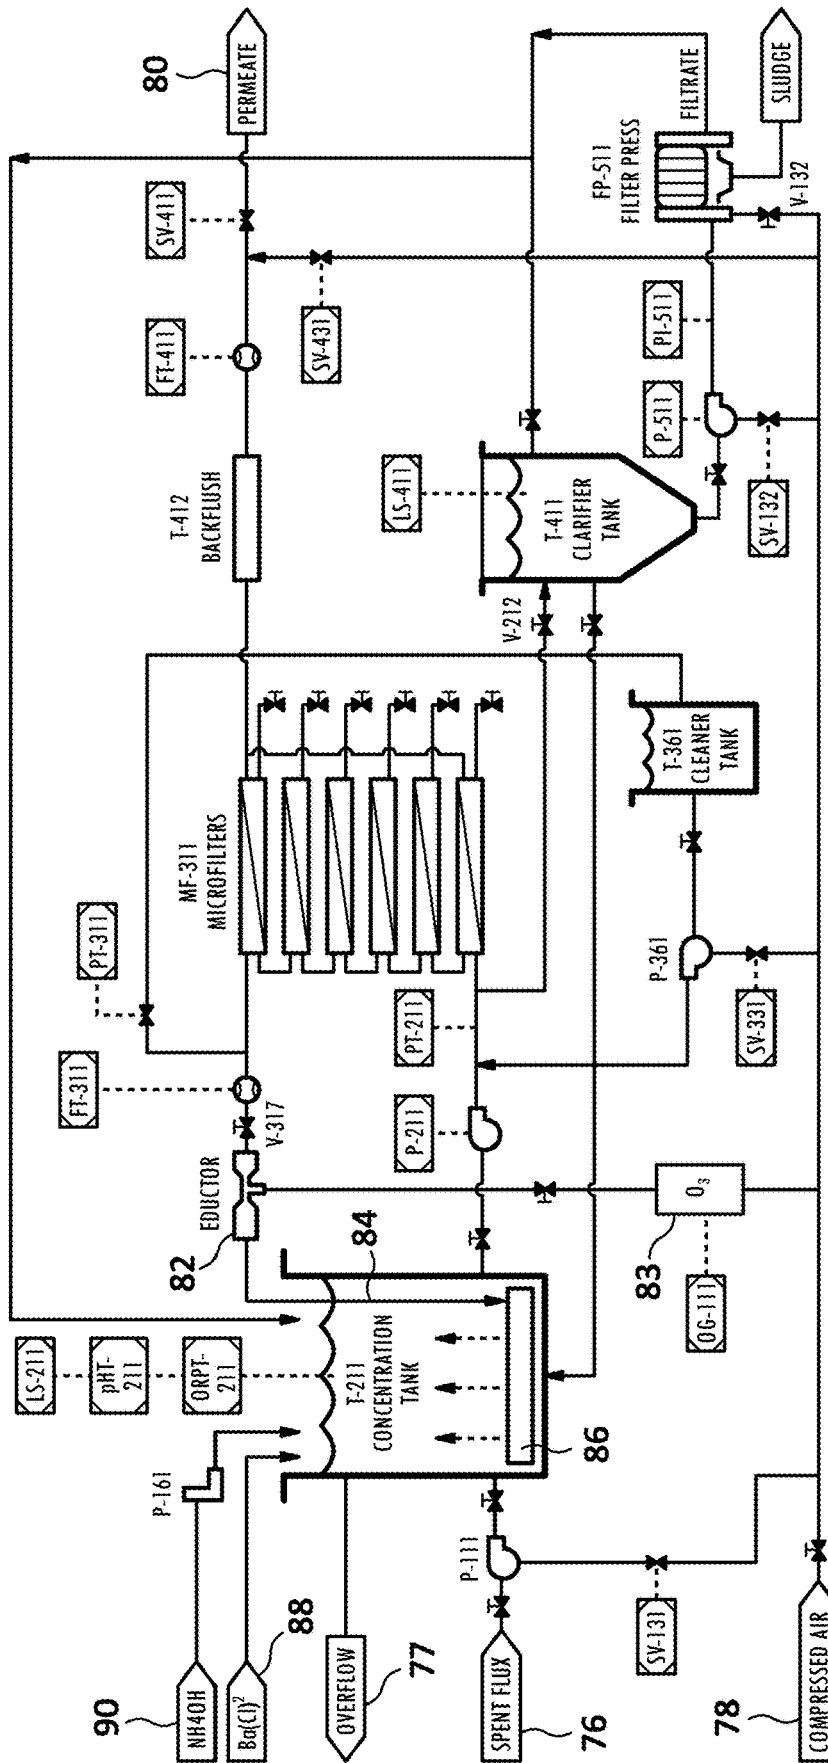 90
NH4OH
Ba(Cl)²
88
P-161
OVERFLOW
77
SPENT FLUX
76
P-111
SV-131
78
COMPRESSED AIR
LS-211
pHT-
211
ORPT-
211
T-211
CONCENTRATION
TANK
84
86
82
EDUCTOR
V-317
FT-311
PT-311
P-211
PT-211
O₃
83
OG-111
MF-311
MICROFILTERS
P-361
SV-331
T-361
CLEANER
TANK
T-412
BACKFLUSH
V-212
T-411
CLARIFIER
TANK
LS-411
FT-411
SV-431
SV-411
PERMEATE
80
P-511
PI-511
SV-132
FP-511
FILTER PRESS
FILTRATE
V-132
SLUDGE